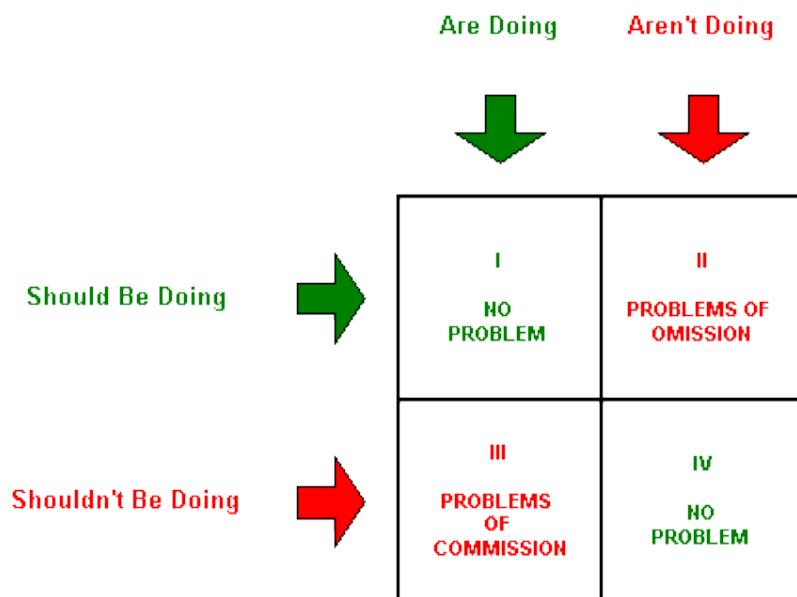 Are Doing
Aren't Doing
Should Be Doing
I
NO
PROBLEM
II
PROBLEMS OF
OMISSION
Shouldn't Be Doing
III
PROBLEMS
OF
COMMISSION
IV
NO
PROBLEM